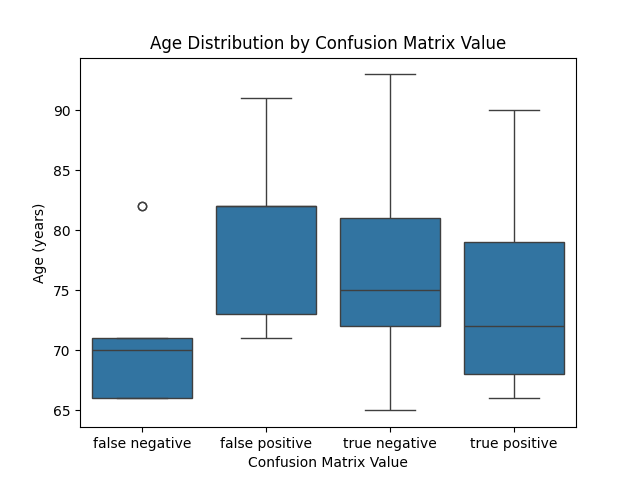 Age Distribution by Confusion Matrix Value
Age (years)
90
85
80
75
70
65
false negative
false positive
true negative
true positive
Confusion Matrix Value